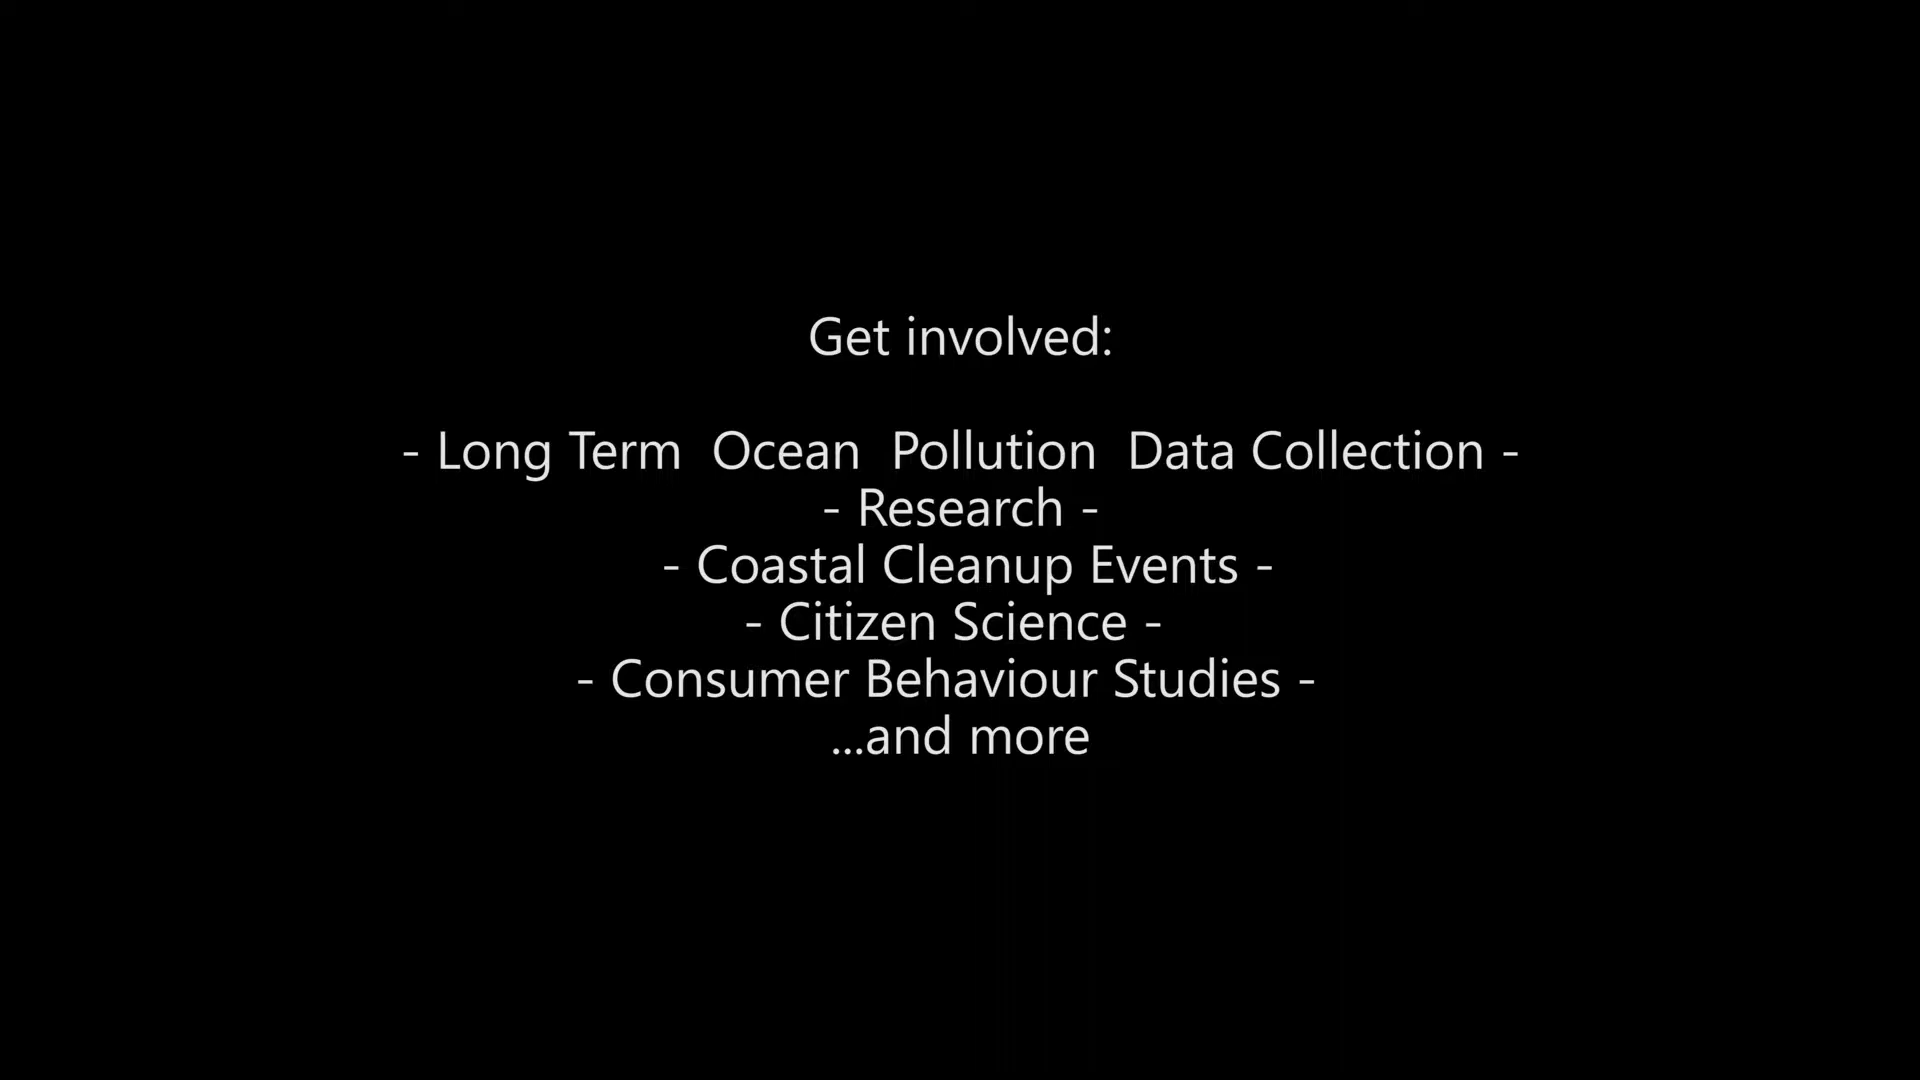 Get involved:
- Long Term  Ocean  Pollution  Data Collection -
- Research -
- Coastal Cleanup Events -
- Citizen Science -
- Consumer Behaviour Studies -
...and more